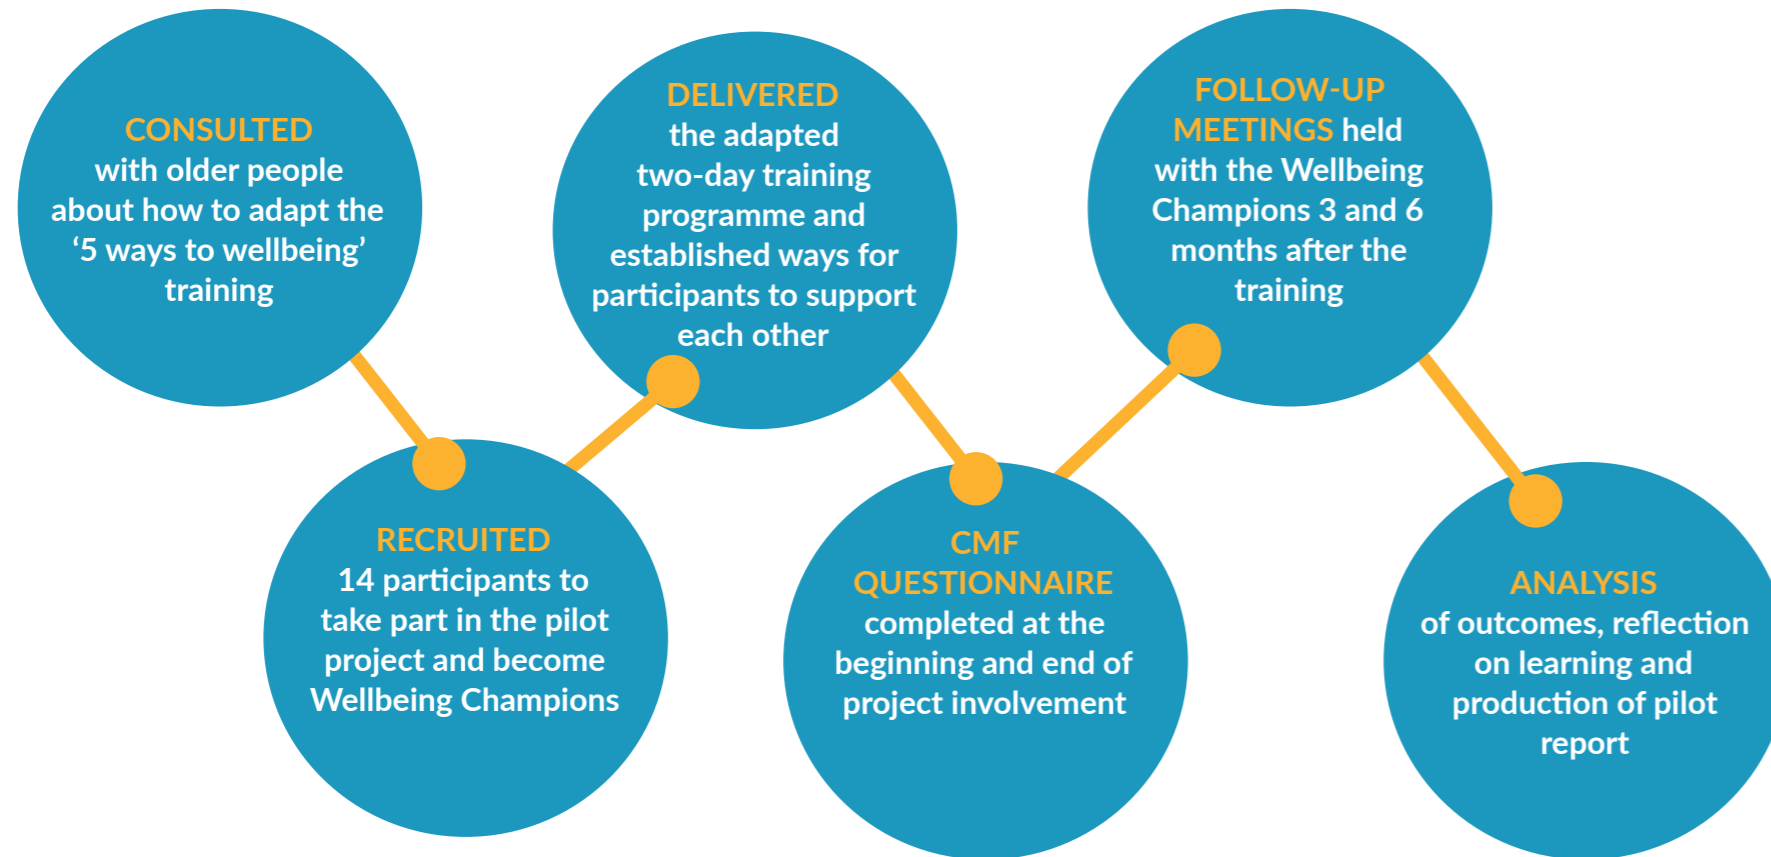 CONSULTED
with older people
about how to adapt the
‘5 ways to wellbeing’
training
RECRUITED
14 participants to
take part in the pilot
project and become
Wellbeing Champions
DELIVERED
the adapted
two-day training
programme and
established ways for
participants to support
each other
CMF
QUESTIONNAIRE
completed at the
beginning and end of
project involvement
FOLLOW-UP
MEETINGS held
with the Wellbeing
Champions 3 and 6
months after the
training
ANALYSIS
of outcomes, reflection
on learning and
production of pilot
report